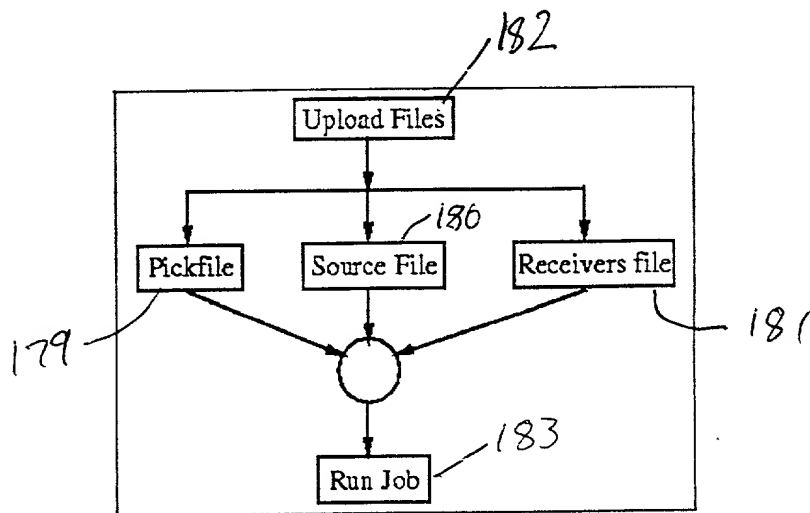 182
Upload Files
180
Pickfile
Source File
Receivers file
179
181
183
Run Job